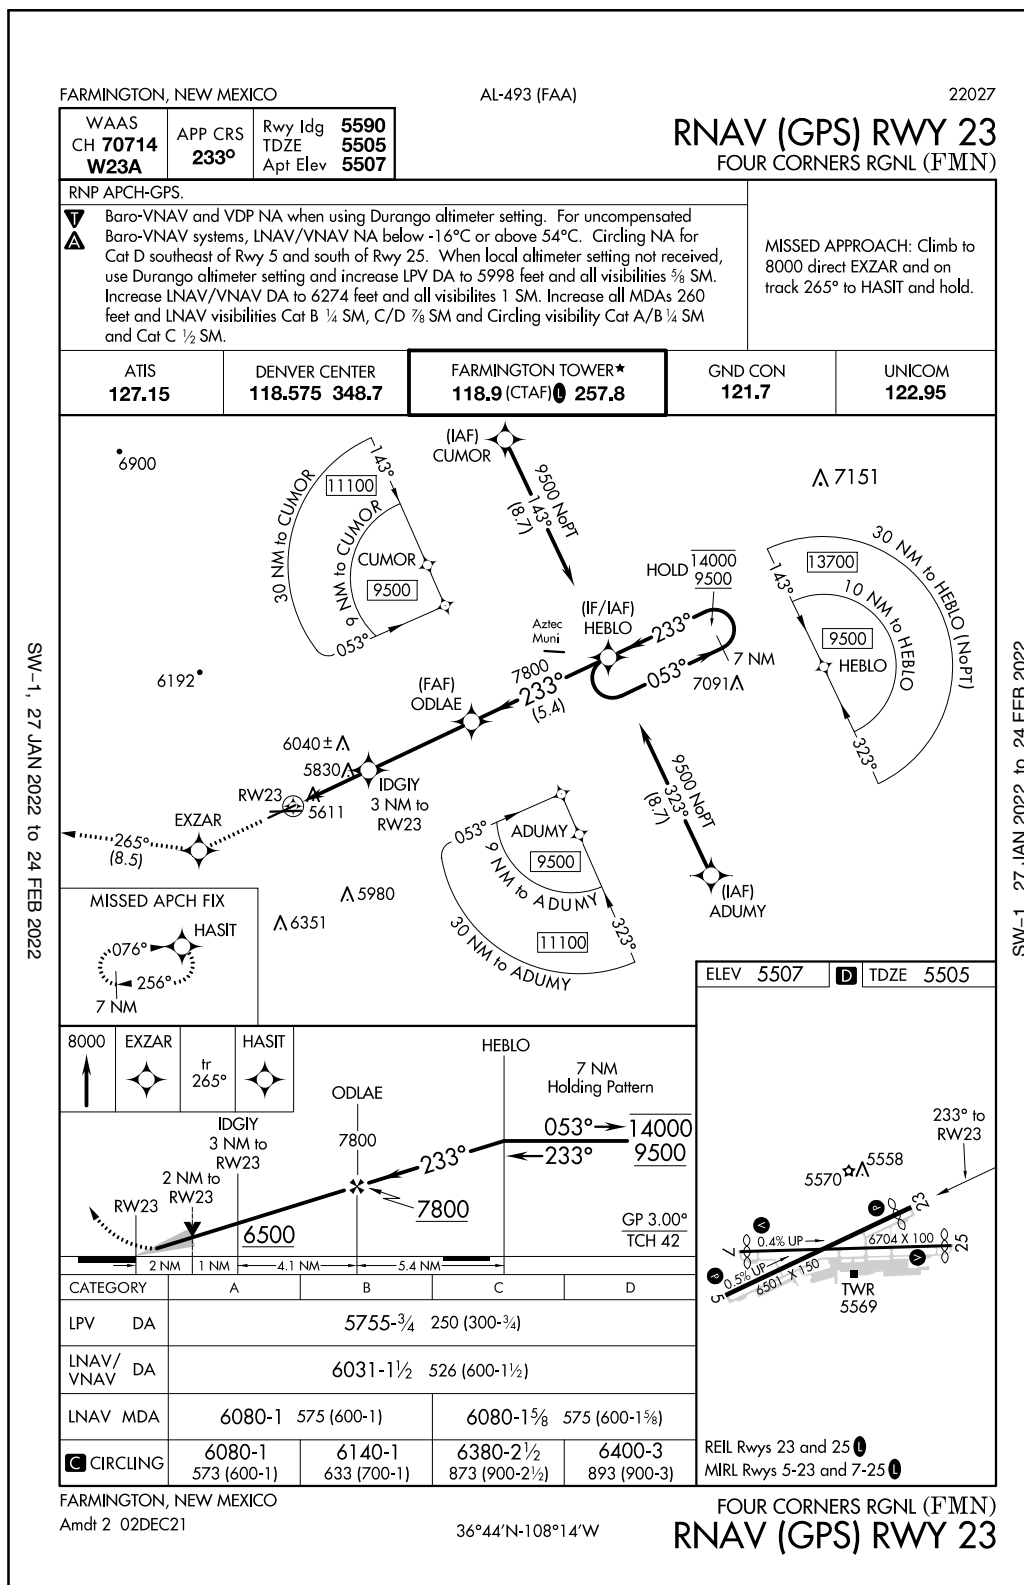 FARMINGTON, NEW MEXICO
AL-493 (FAA)
22027
WAAS
CH 70714
W23A
APP CRS
233°
Rwy ldg 5590
TDZE 5505
Apt Elev 5507
RNAV (GPS) RWY 23
FOUR CORNERS RGNL (FMN)
RNP APCH-GPS.
T
A
Baro-VNAV and VDP NA when using Durango altimeter setting. For uncompensated
Baro-VNAV systems, LNAV/VNAV NA below -16°C or above 54°C. Circling NA for
Cat D southeast of Rwy 5 and south of Rwy 25. When local altimeter setting not received,
use Durango altimeter setting and increase LPV DA to 5998 feet and all visibilities ⅝ SM.
Increase LNAV/VNAV DA to 6274 feet and all visibilites 1 SM. Increase all MDAs 260
feet and LNAV visibilities Cat B ¼ SM, C/D ⅞ SM and Circling visibility Cat A/B ¼ SM
and Cat C ½ SM.
MISSED APPROACH: Climb to
8000 direct EXZAR and on
track 265° to HASIT and hold.
ATIS
127.15
DENVER CENTER
118.575 348.7
FARMINGTON TOWER★
118.9 (CTAF) L 257.8
GND CON
121.7
UNICOM
122.95
6900
(IAF)
CUMOR
9500 NoPT
143°
(8.7)
7151
30 NM to CUMOR
143°
11100
9 NM to CUMOR
CUMOR
9500
053°
HOLD
14000
9500
(IF/IAF)
HEBLO
233°
053°
7 NM
7091
Aztec
Muni
30 NM to HEBLO (NoPT)
13700
143°
10 NM to HEBLO
9500
HEBLO
323°
7800
233°
(5.4)
6192
(FAF)
ODLAE
6040±
5830
IDGIY
3 NM to
RW23
RW23
5611
EXZAR
265°
(8.5)
9500 NoPT
323°
(8.7)
(IAF)
ADUMY
053°
ADUMY
9500
9 NM to ADUMY
11100
323°
30 NM to ADUMY
5980
6351
MISSED APCH FIX
HASIT
076°
256°
7 NM
SW-1, 27 JAN 2022 to 24 FEB 2022
SW-1, 27 JAN 2022 to 24 FEB 2022
ELEV 5507
D
TDZE 5505
233° to
RW23
5558
5570
23
P
V
7
0.4% UP
6704 X 100
25
V
P
0.5% UP
6501 X 150
5
TWR
5569
REIL Rwys 23 and 25 L
MIRL Rwys 5-23 and 7-25 L
8000
EXZAR
tr
265°
HASIT
HEBLO
7 NM
Holding Pattern
ODLAE
7800
053°
14000
233°
9500
233°
IDGIY
3 NM to
RW23
2 NM to
RW23
RW23
7800
6500
GP 3.00°
TCH 42
2 NM
1 NM
4.1 NM
5.4 NM
CATEGORY A B C D
LPV DA 5755-¾ 250 (300-¾)
LNAV/
VNAV DA 6031-1½ 526 (600-1½)
LNAV MDA 6080-1 575 (600-1) 6080-1⅝ 575 (600-1⅝)
C CIRCLING
6080-1
573 (600-1)
6140-1
633 (700-1)
6380-2½
873 (900-2½)
6400-3
893 (900-3)
FARMINGTON, NEW MEXICO
Amdt 2 02DEC21
36°44'N-108°14'W
FOUR CORNERS RGNL (FMN)
RNAV (GPS) RWY 23